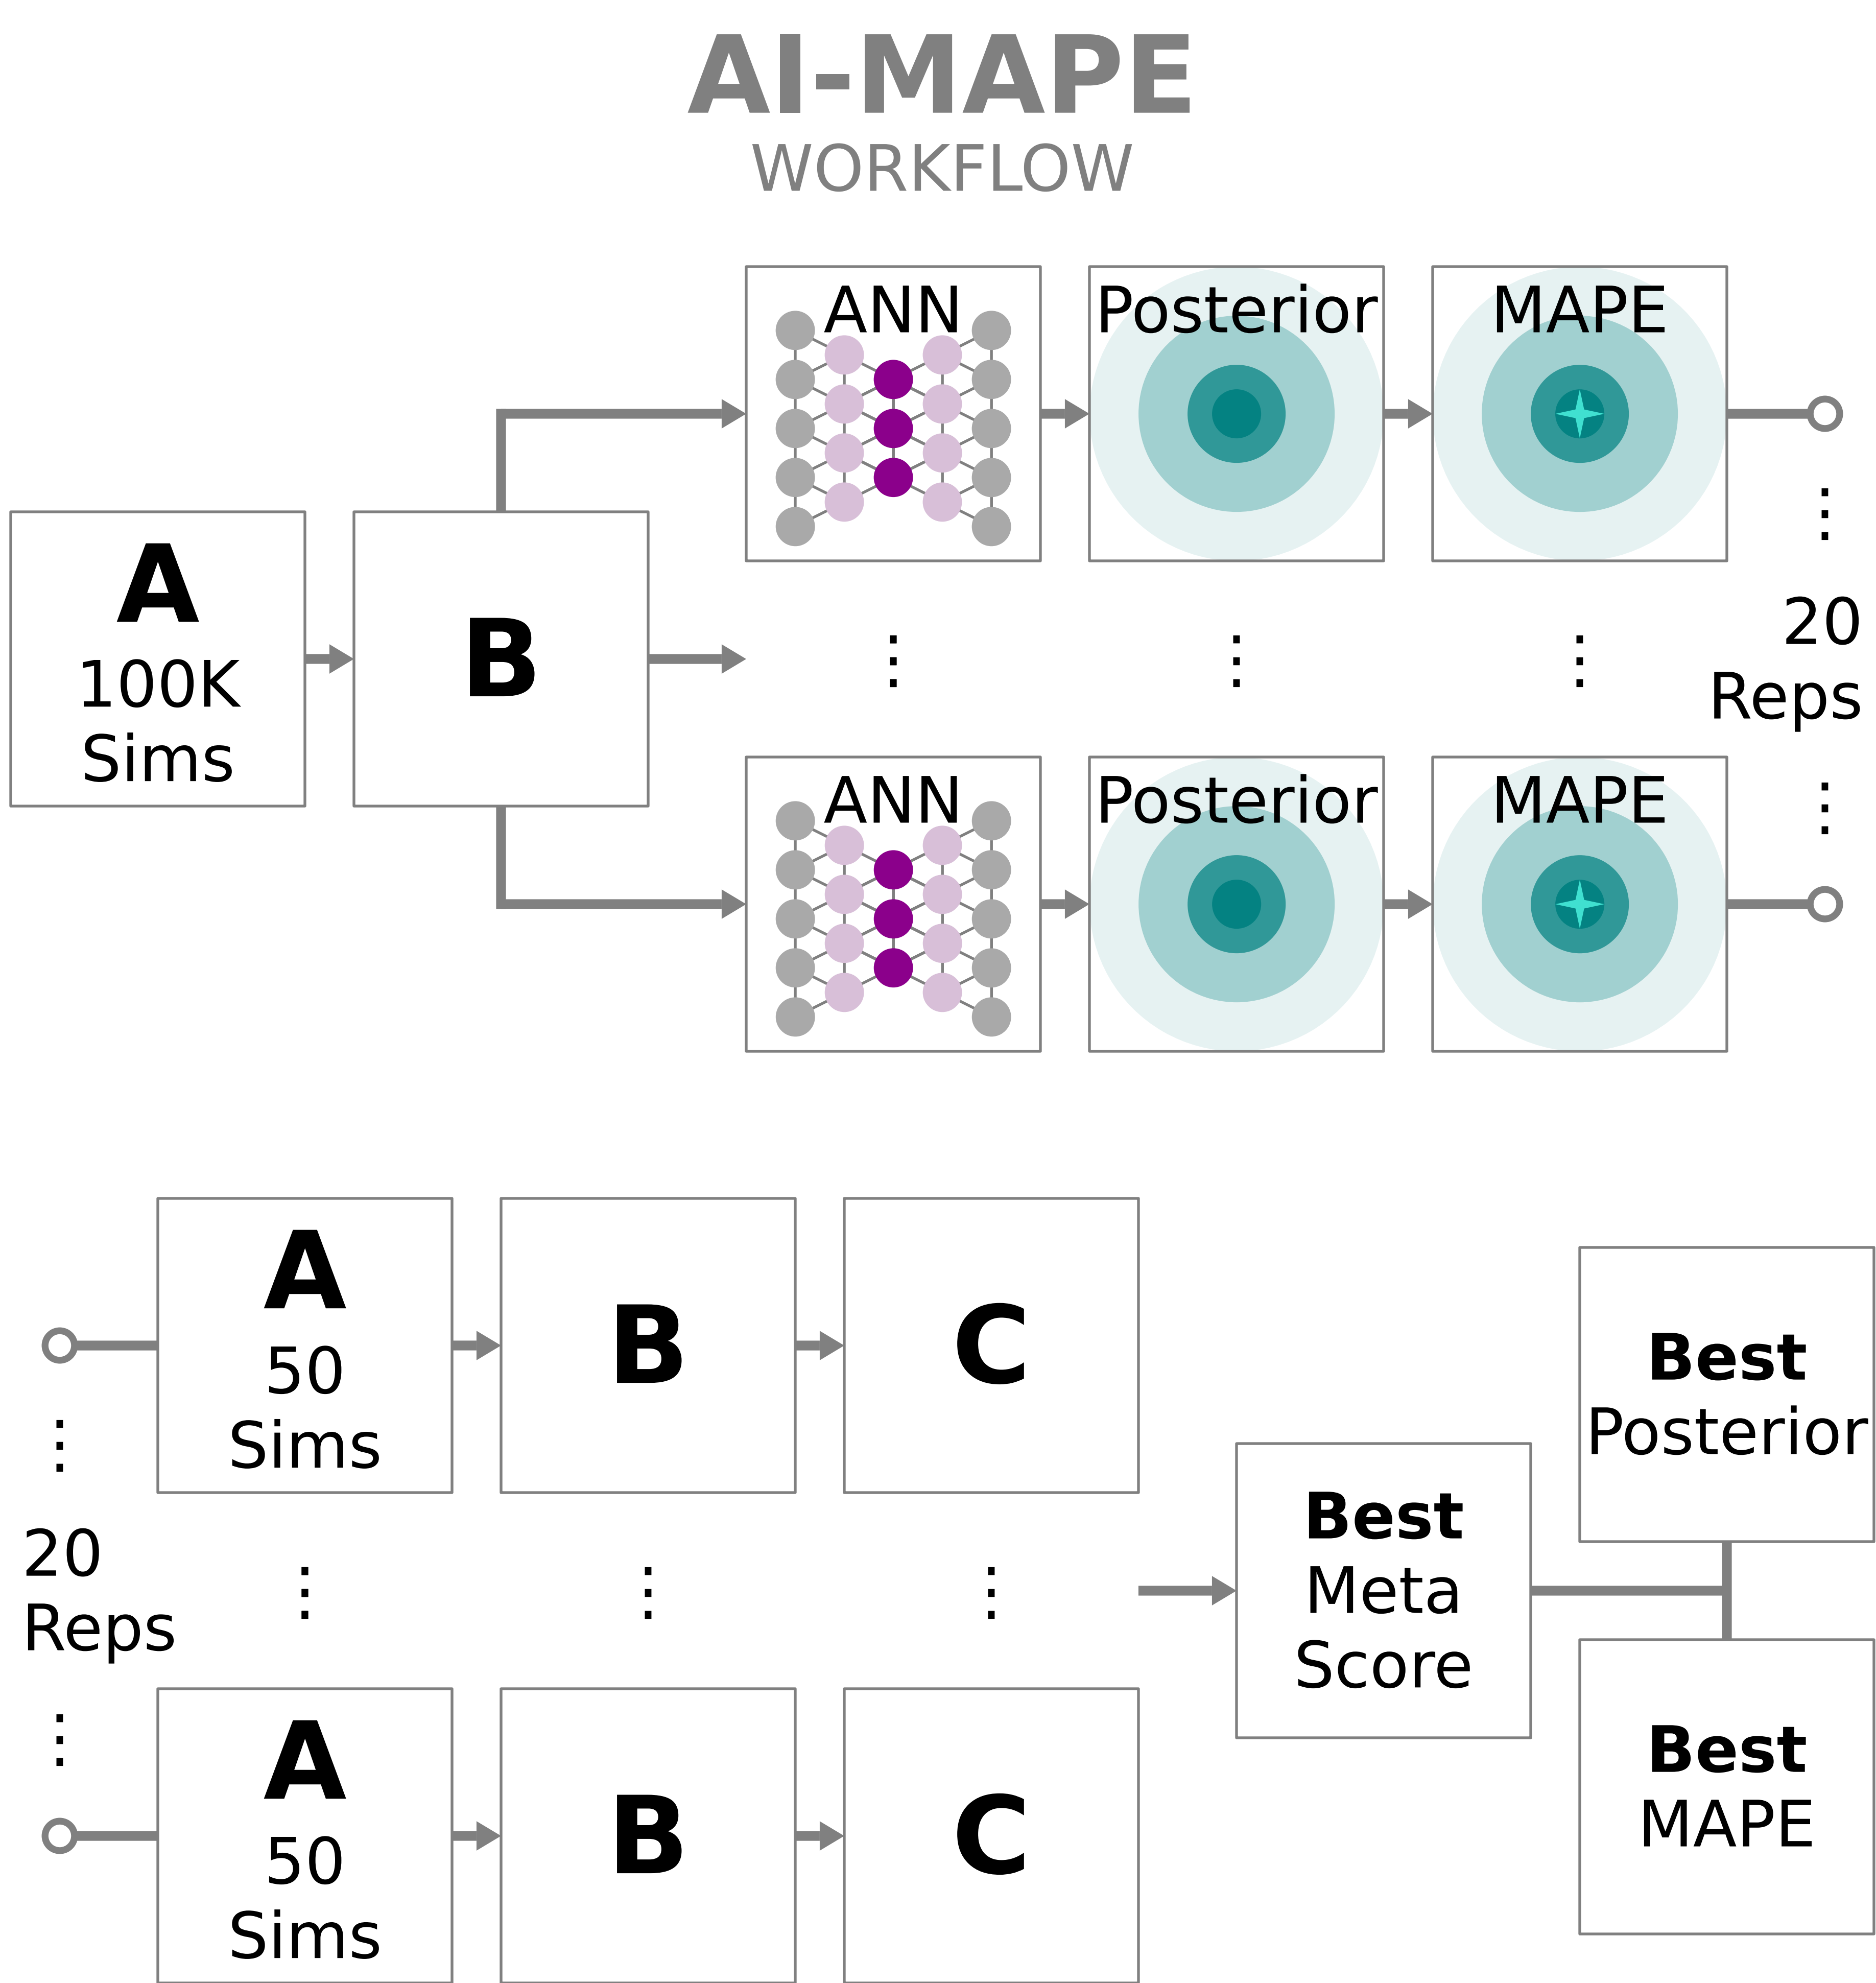 AI-MAPE
WORKFLOW
ANN
Posterior
MAPE
A
100K
Sims
B
20
Reps
ANN
Posterior
MAPE
A
50
Sims
B
C
20
Reps
A
50
Sims
B
C
Best
Meta
Score
Best
Posterior
Best
MAPE